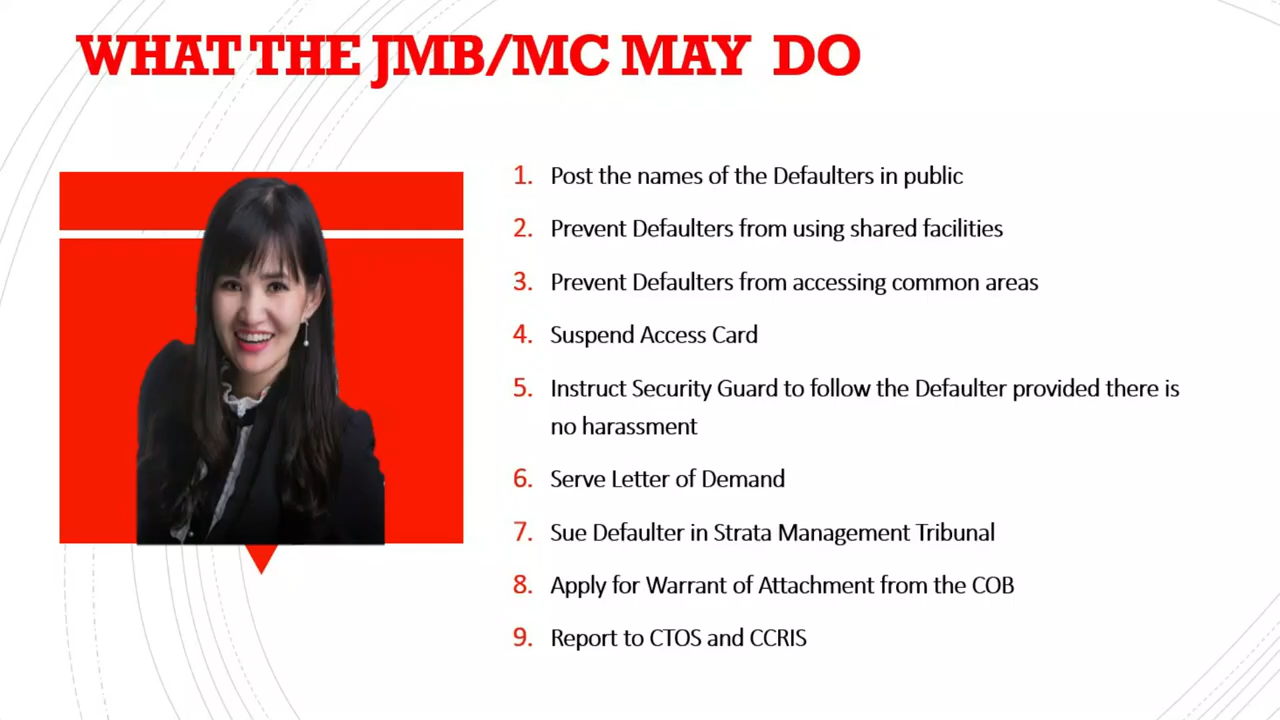 WHAT THE JMB/MC MAY DO
1. Post the names of the Defaulters in public
2. Prevent Defaulters from using shared facilities
3. Prevent Defaulters from accessing common areas
4. Suspend Access Card
5. Instruct Security Guard to follow the Defaulter provided there is
no harassment
6. Serve Letter of Demand
7. Sue Defaulter in Strata Management Tribunal
8. Apply for Warrant of Attachment from the COB
9. Report to CTOS and CCRIS